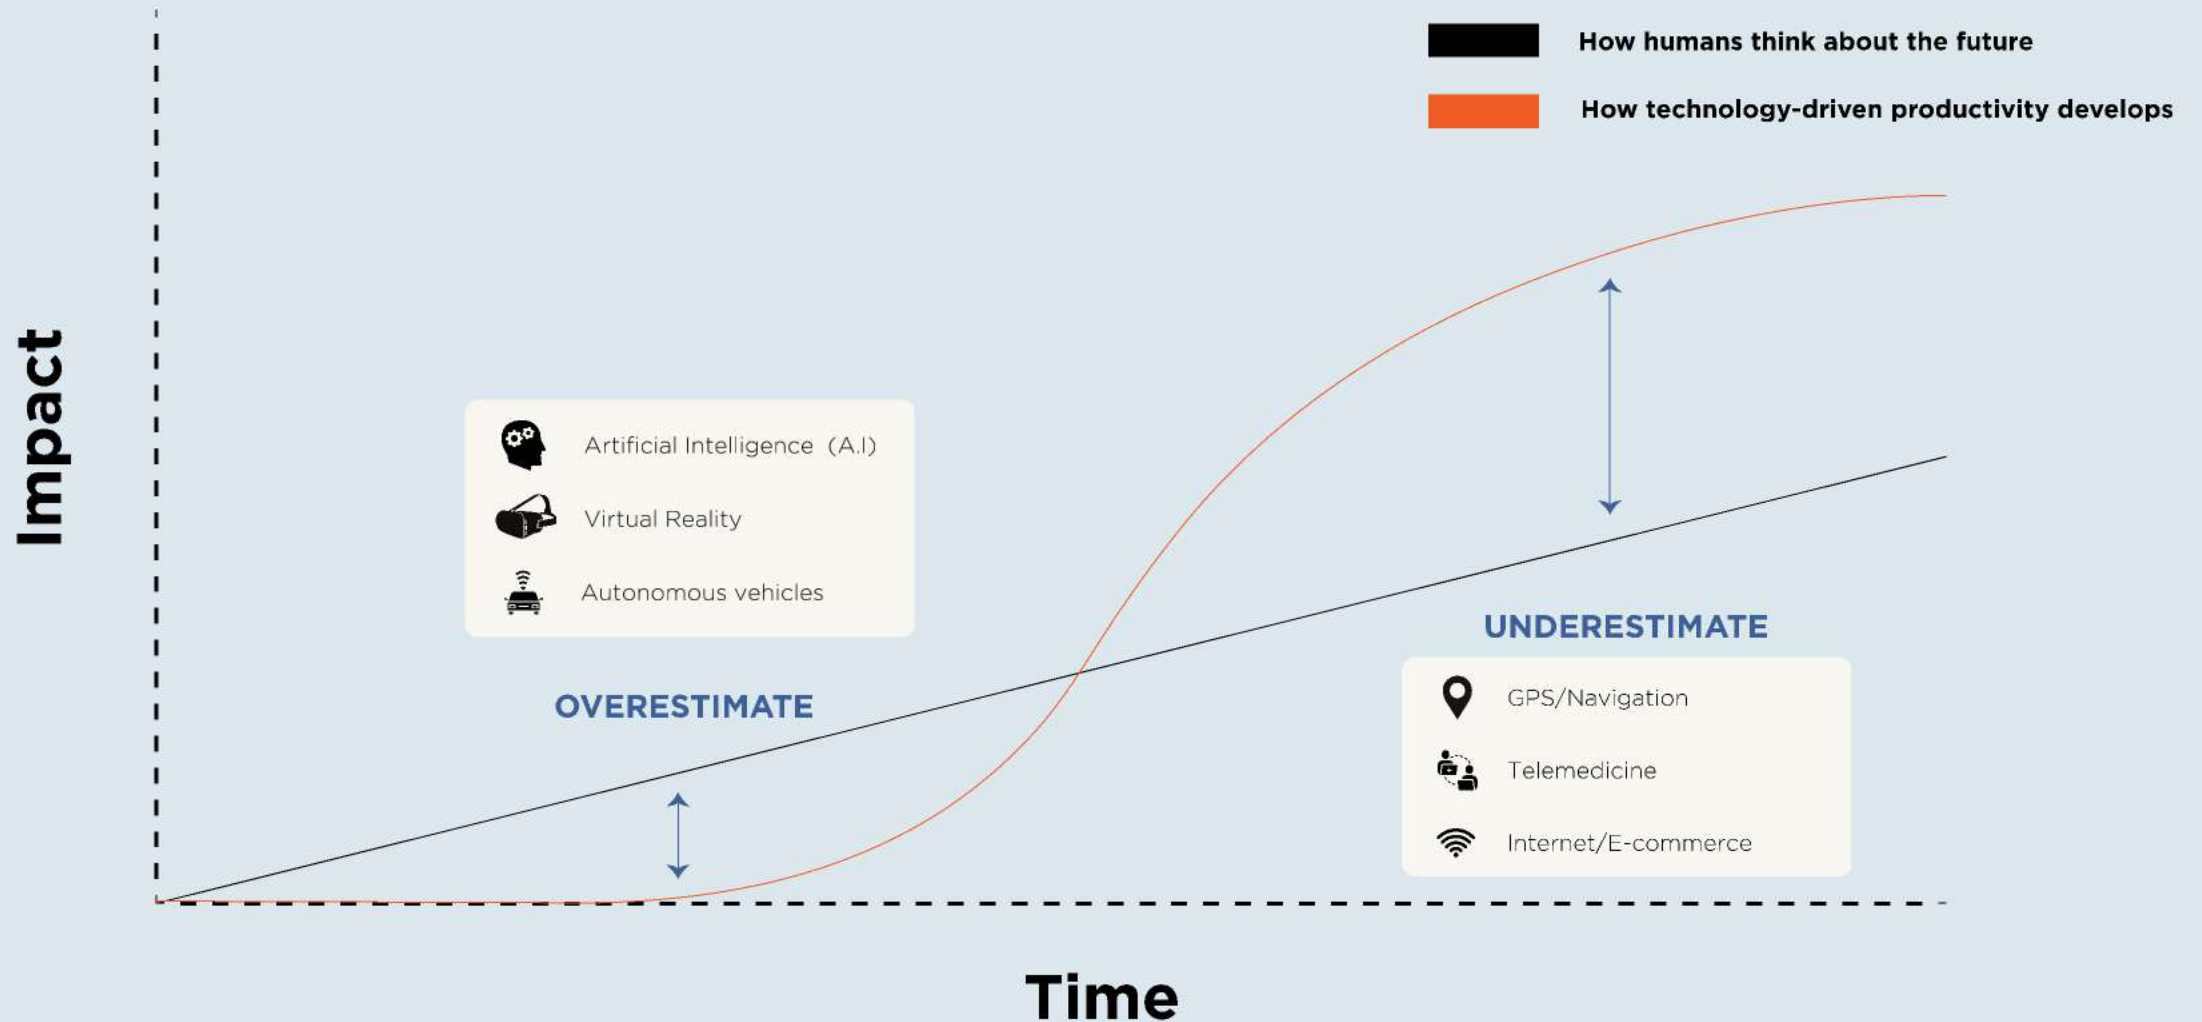 How humans think about the future
How technology-driven productivity develops
Impact
Artificial Intelligence (A.I)
Virtual Reality
Autonomous vehicles
OVERESTIMATE
UNDERESTIMATE
GPS/Navigation
Telemedicine
Internet/E-commerce
Time